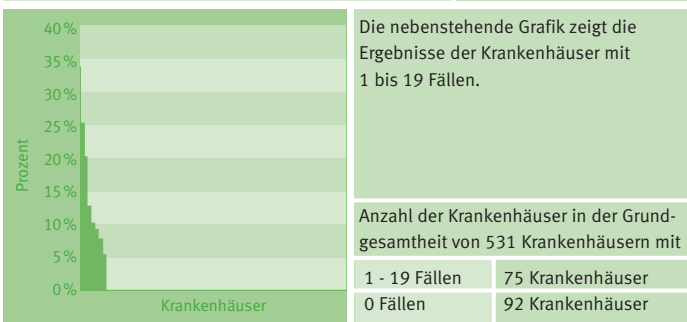 40 %
35 %
30 %
25 %
20 %
15 %
10 %
5 %
0 %
Prozent
Krankenhäuser
Die nebenstehende Grafik zeigt die
Ergebnisse der Krankenhäuser mit
1 bis 19 Fällen.
Anzahl der Krankenhäuser in der Grund-
gesamtheit von 531 Krankenhäusern mit
1 - 19 Fällen 75 Krankenhäuser
0 Fällen 92 Krankenhäuser